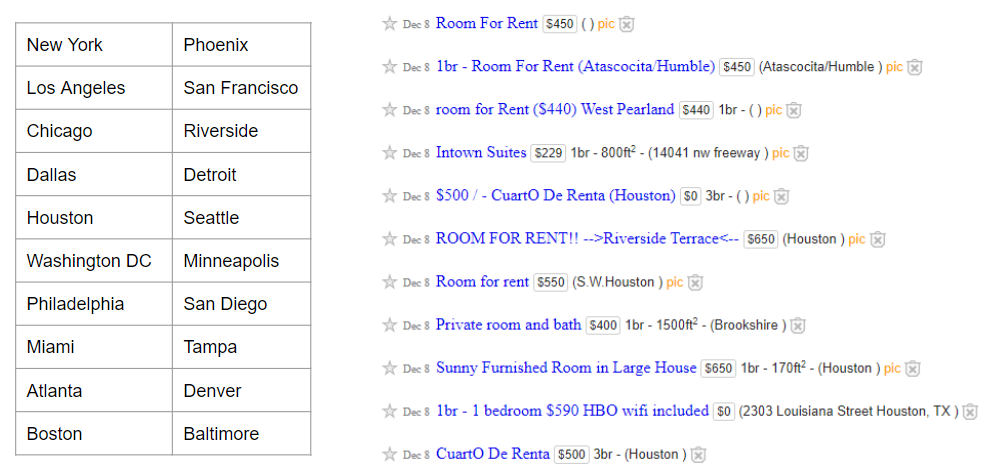 New York Phoenix
Los Angeles San Francisco
Chicago Riverside
Dallas Detroit
Houston Seattle
Washington DC Minneapolis
Philadelphia San Diego
Miami Tampa
Atlanta Denver
Boston Baltimore
Dec 8 Room For Rent $450 ( ) pic
Dec 8 1br - Room For Rent (Atascocita/Humble) $450 (Atascocita/Humble ) pic
Dec 8 room for Rent ($440) West Pearland $440 1br - ( ) pic
Dec 8 Intown Suites $229 1br - 800ft² - (14041 nw freeway ) pic
Dec 8 $500 / - CuartO De Renta (Houston) $0 3br - ( ) pic
Dec 8 ROOM FOR RENT!! -->Riverside Terrace<-- $650 (Houston ) pic
Dec 8 Room for rent $550 (S.W.Houston ) pic
Dec 8 Private room and bath $400 1br - 1500ft² - (Brookshire )
Dec 8 Sunny Furnished Room in Large House $650 1br - 170ft² - (Houston ) pic
Dec 8 1br - 1 bedroom $590 HBO wifi included $0 (2303 Louisiana Street Houston, TX )
Dec 8 CuartO De Renta $500 3br - (Houston )